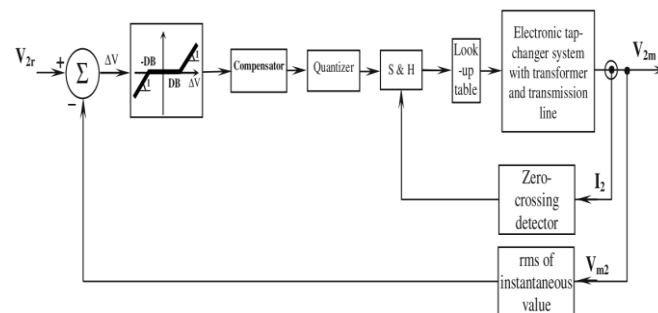 V2r
+
Σ
−
ΔV
-DB
1
1
DB
ΔV
Compensator
Quantizer
S & H
Look
-up
table
Electronic tap-
changer system
with transformer
and transmission
line
V2m
Zero-
crossing
detector
I2
rms of
instantaneous
value
Vm2